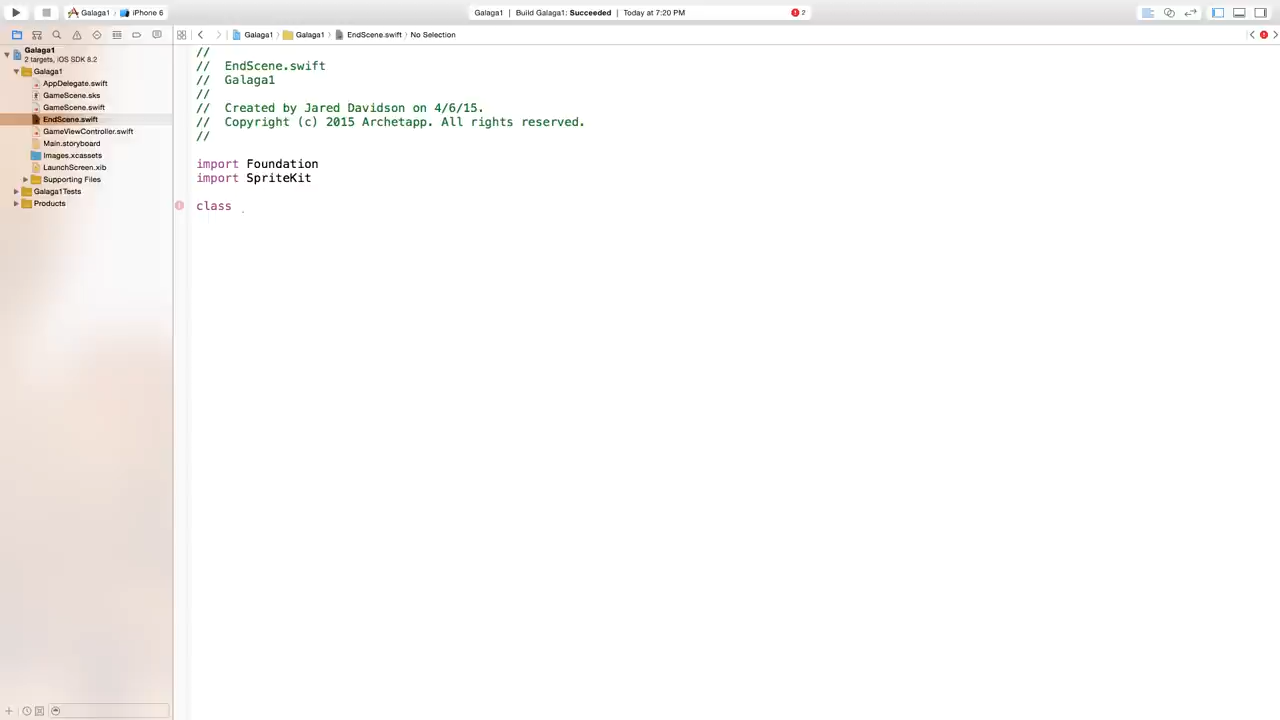 Galaga1 › iPhone 6
Galaga1 | Build Galaga1: Succeeded | Today at 7:20 PM
2
Galaga1 › Galaga1 › EndScene.swift › No Selection
Galaga1
2 targets, iOS SDK 8.2
Galaga1
AppDelegate.swift
GameScene.sks
GameScene.swift
EndScene.swift
GameViewController.swift
Main.storyboard
Images.xcassets
LaunchScreen.xib
Supporting Files
Galaga1Tests
Products
//
//  EndScene.swift
//  Galaga1
//
//  Created by Jared Davidson on 4/6/15.
//  Copyright (c) 2015 Archetapp. All rights reserved.
//
import Foundation
import SpriteKit
class